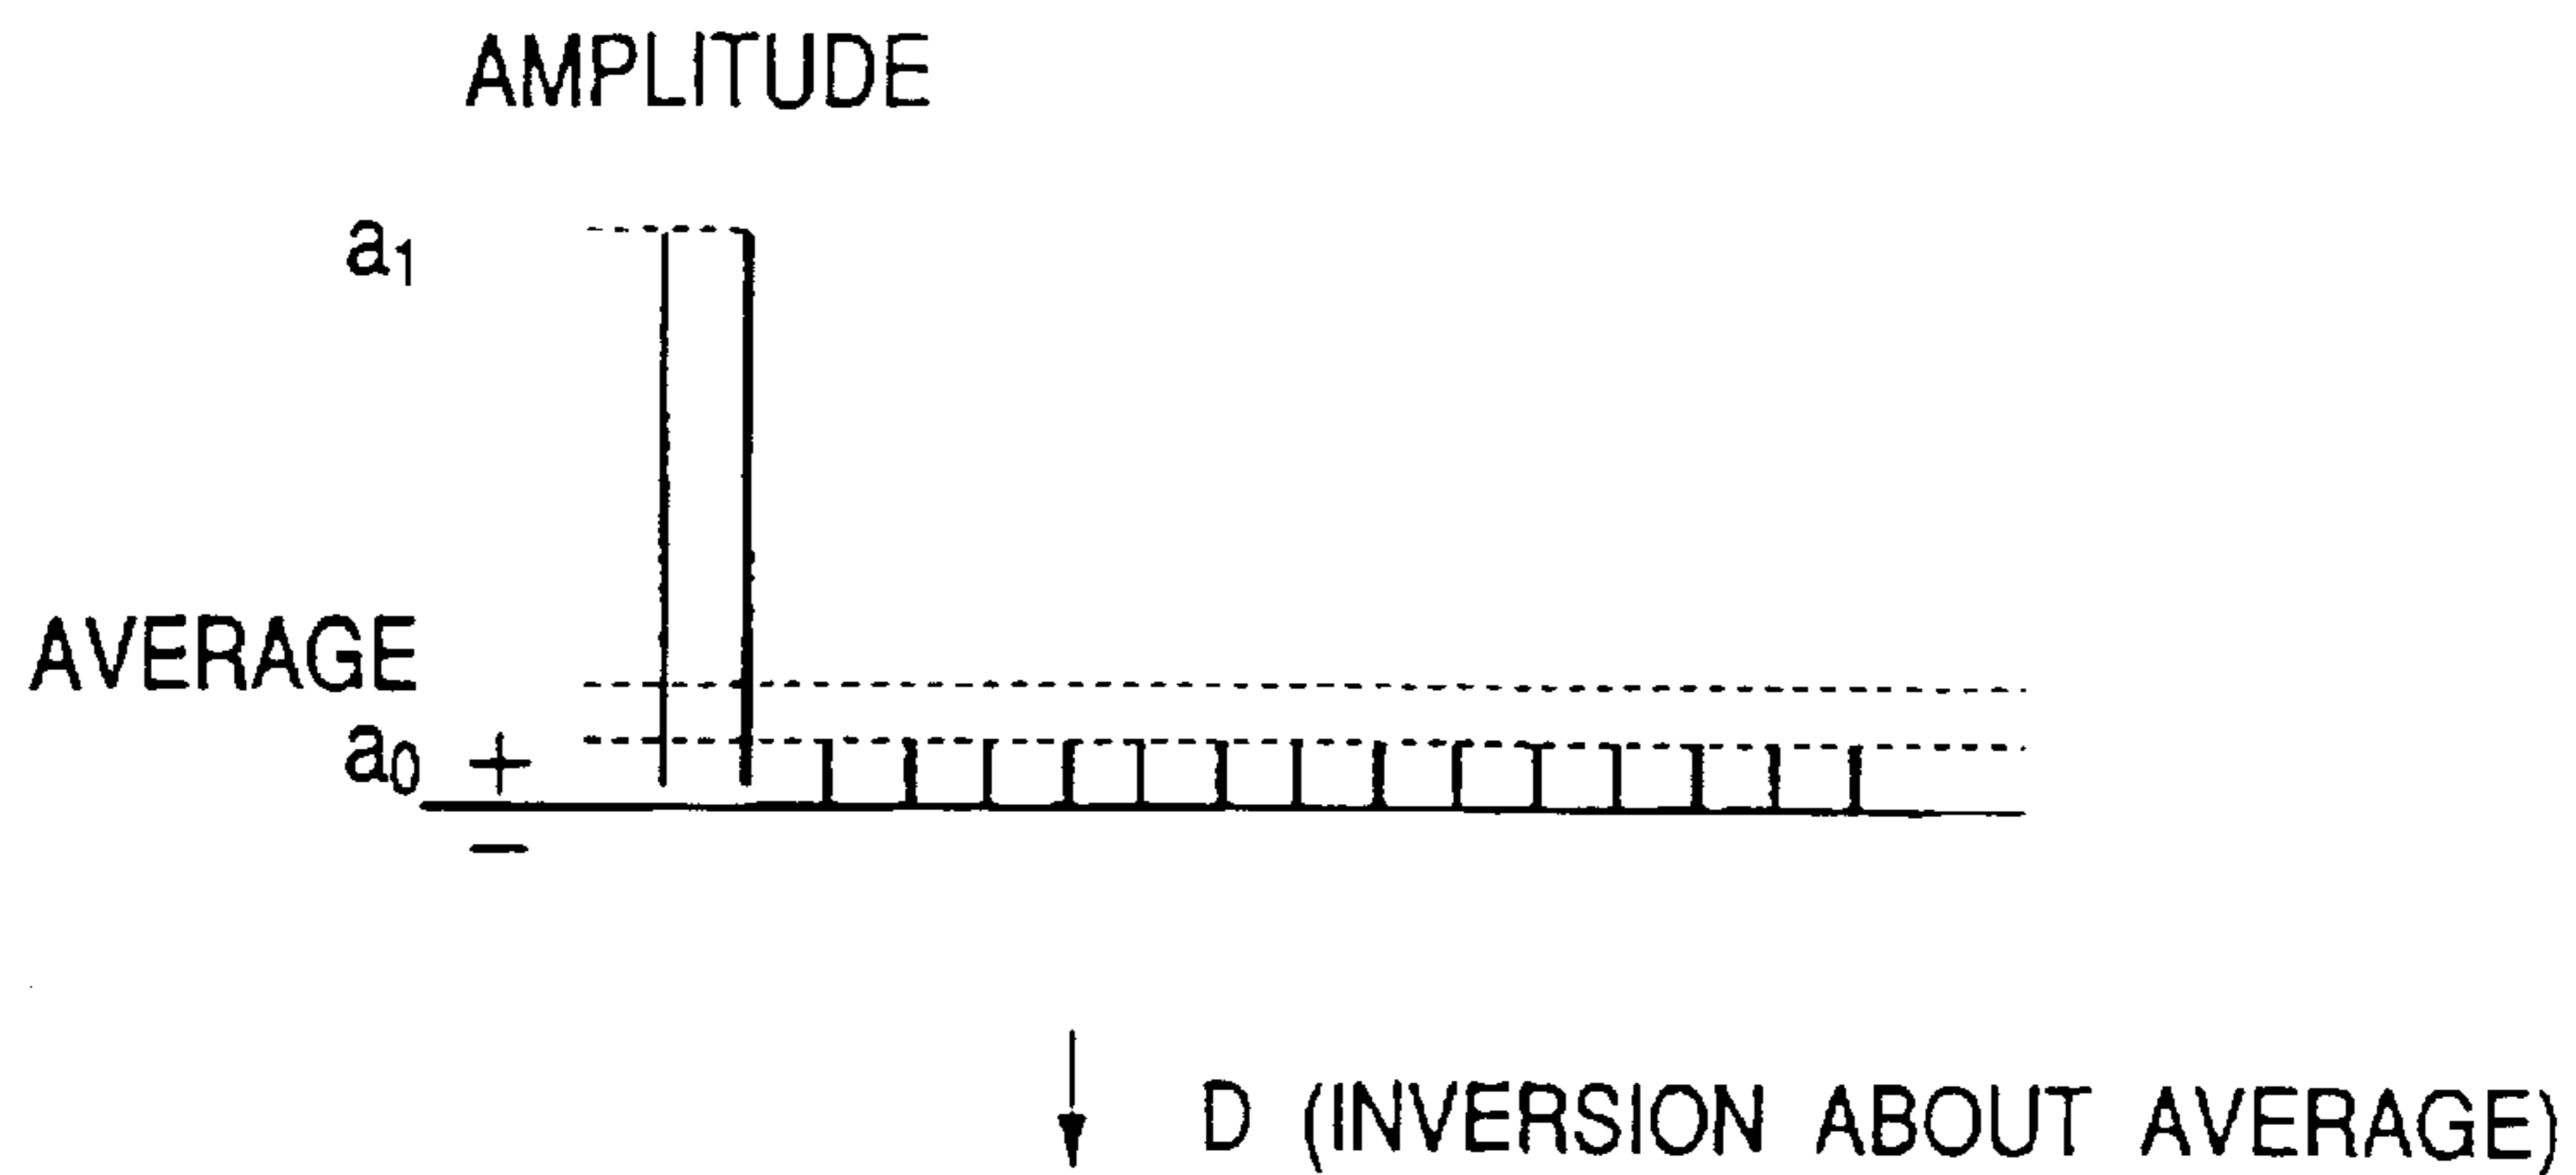 AMPLITUDE
a₁
AVERAGE
a₀ +
−
D (INVERSION ABOUT AVERAGE)